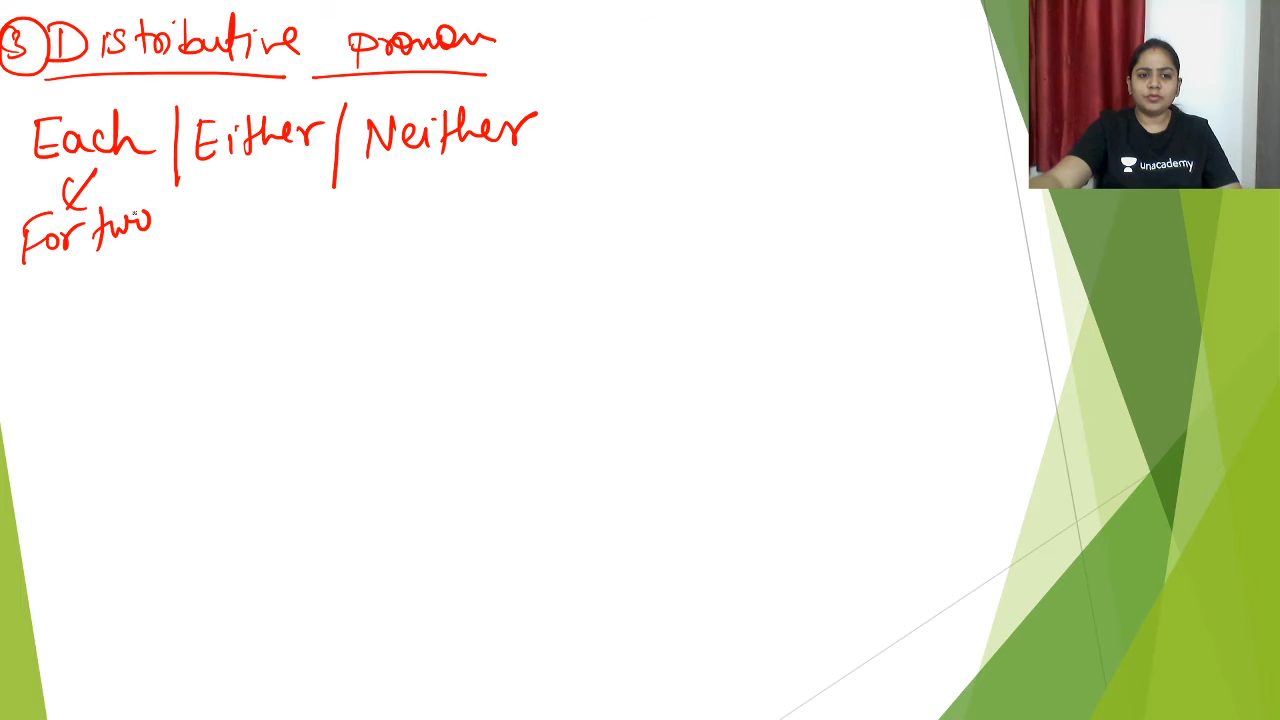 3 Distributive pronoun
Each / Either / Neither
For two
unacademy